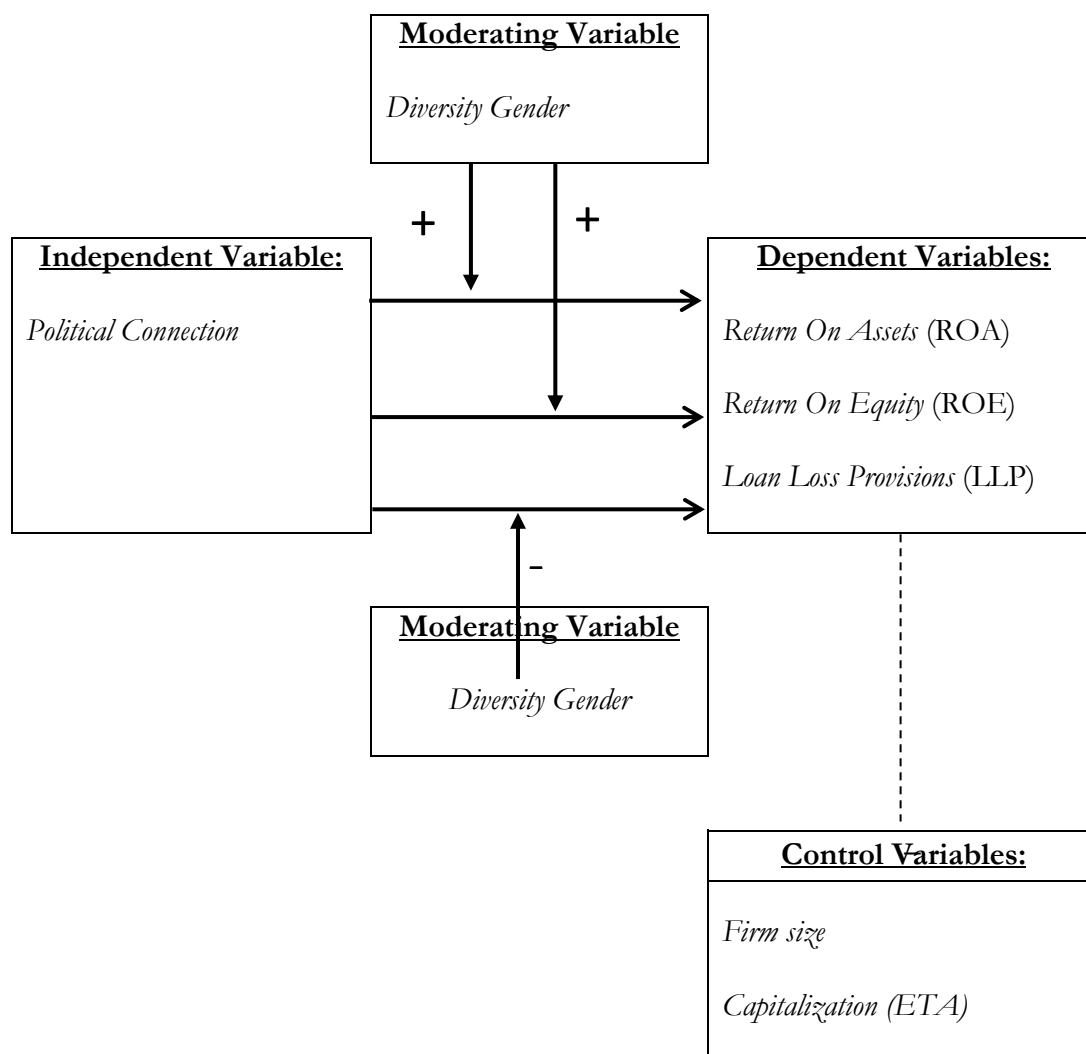 Moderating Variable
Diversity Gender
+
+
Independent Variable:
Political Connection
Dependent Variables:
Return On Assets (ROA)
Return On Equity (ROE)
Loan Loss Provisions (LLP)
-
Moderating Variable
Diversity Gender
Control Variables:
Firm size
Capitalization (ETA)